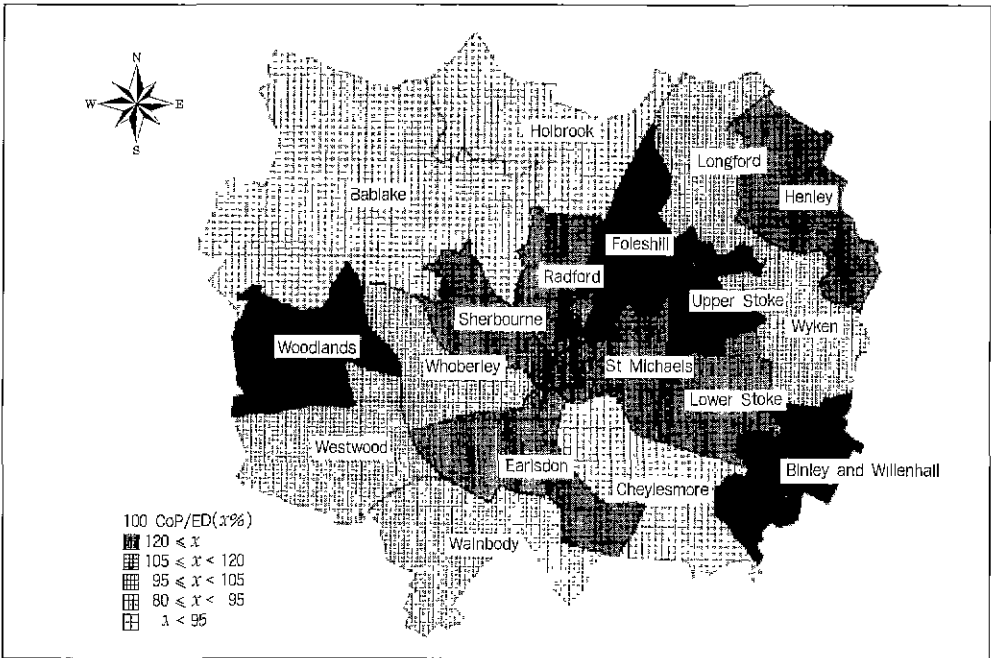 N
W E
S
Holbrook
Longford
Bablake
Henley
Foleshill
Radford
Upper Stoke
Sherbourne
Wyken
Woodlands
Whoberley
St Michaels
Lower Stoke
Westwood
Earlsdon
Binley and Willenhall
Cheylesmore
Wainbody
100 CoP/ED(x%)
120 ⩽ x
105 ⩽ x < 120
95 ⩽ x < 105
80 ⩽ x < 95
x < 95